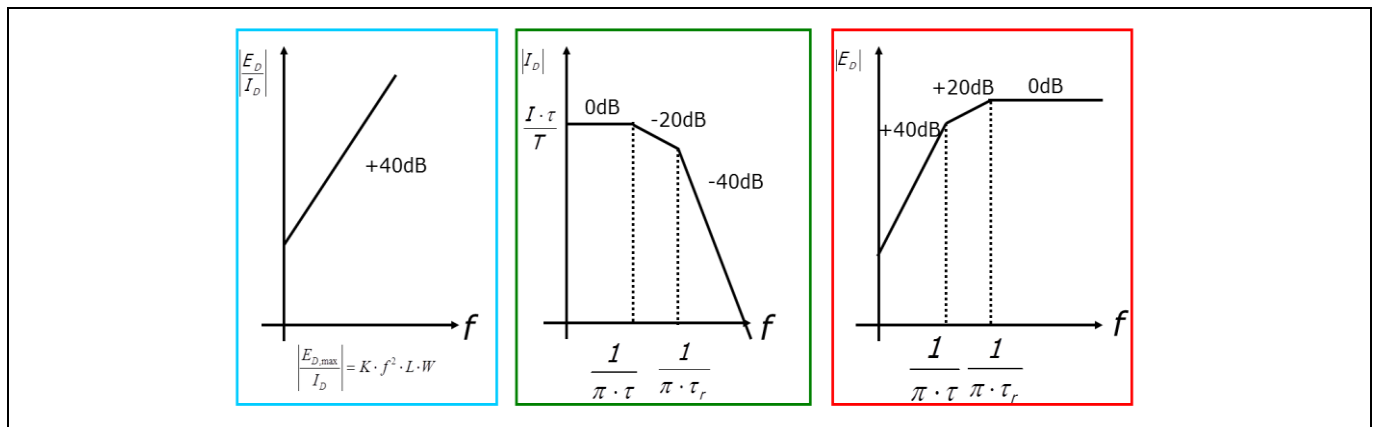 |E_D/I_D|
+40dB
f
|E_{D,max}/I_D| = K · f² · L · W
|I_D|
I · τ/T
0dB
-20dB
-40dB
f
1/π · τ
1/π · τ_r
|E_D|
+40dB
+20dB
0dB
f
1/π · τ
1/π · τ_r